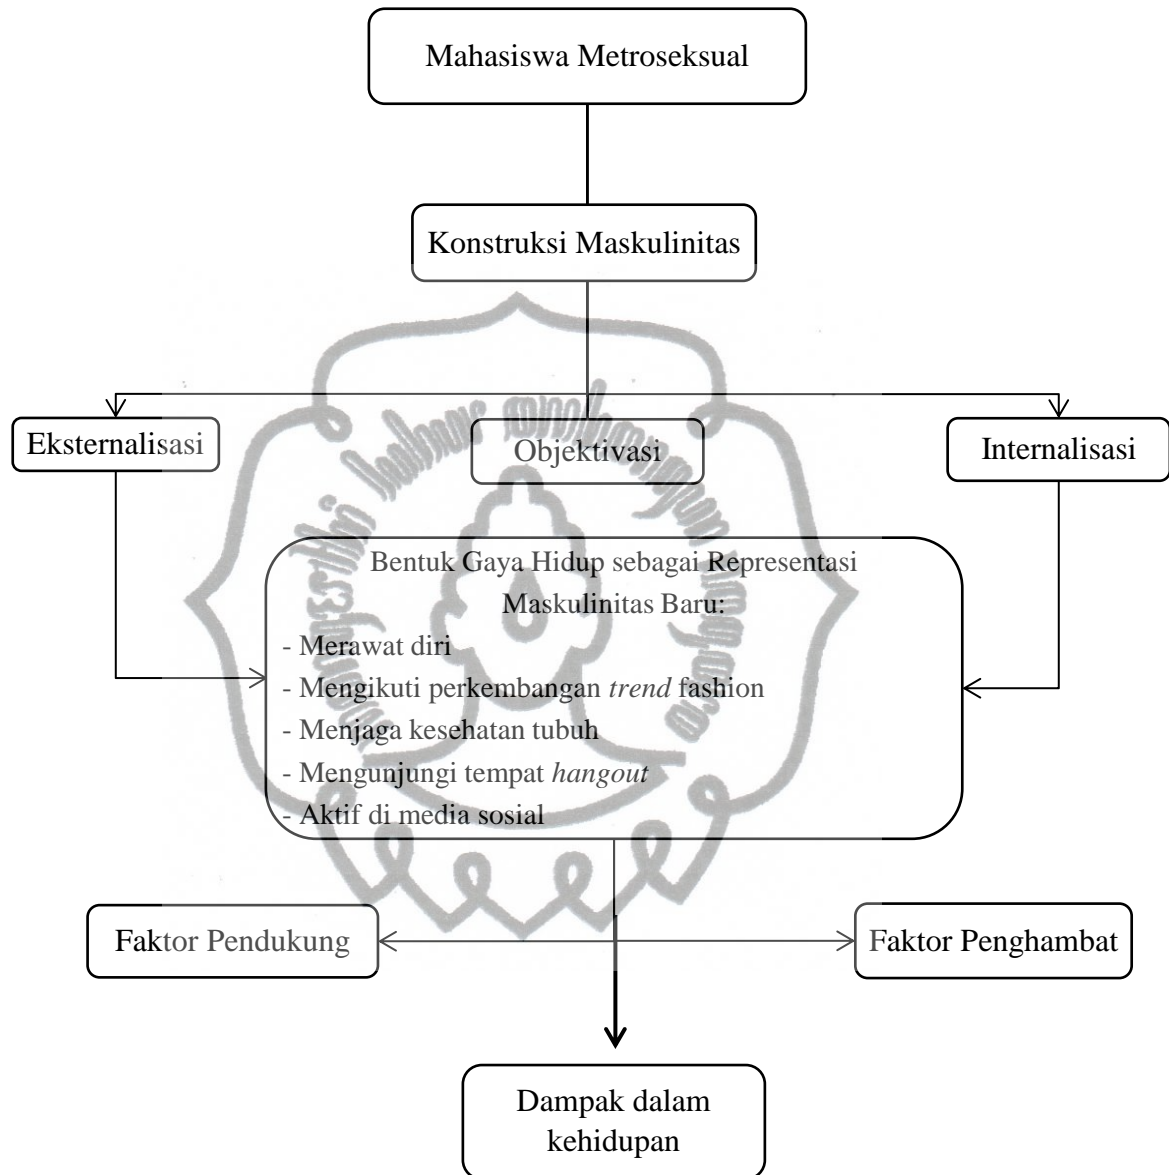 Mahasiswa Metroseksual
Konstruksi Maskulinitas
Eksternalisasi
Objektivasi
Internalisasi
Bentuk Gaya Hidup sebagai Representasi
Maskulinitas Baru:
- Merawat diri
- Mengikuti perkembangan trend fashion
- Menjaga kesehatan tubuh
- Mengunjungi tempat hangout
- Aktif di media sosial
Faktor Pendukung
Faktor Penghambat
Dampak dalam
kehidupan